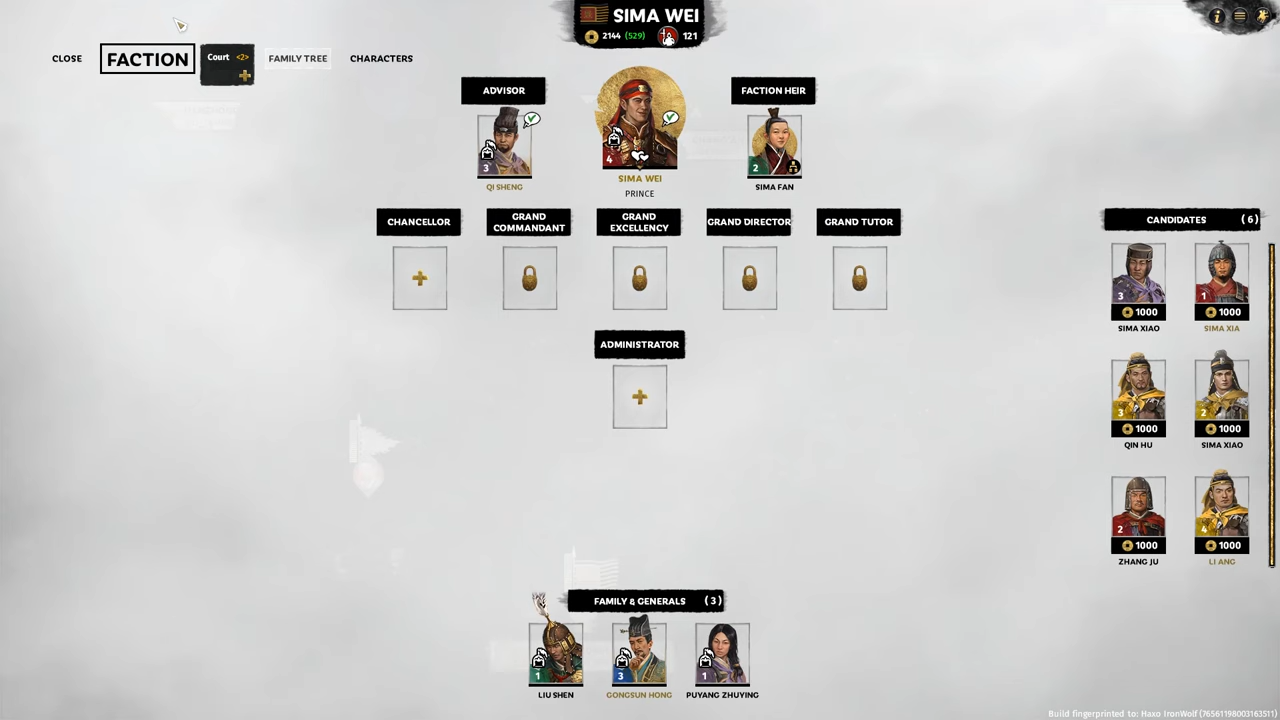 SIMA WEI
2144 (529) 121
CLOSE
FACTION
Court <2>
FAMILY TREE
CHARACTERS
ADVISOR
FACTION HEIR
3
4
2
QI SHENG
SIMA WEI
SIMA FAN
PRINCE
CHANCELLOR
GRAND
COMMANDANT
GRAND
EXCELLENCY
GRAND DIRECTOR
GRAND TUTOR
ADMINISTRATOR
CANDIDATES (6)
3
1
1000
1000
SIMA XIAO
SIMA XIA
3
2
1000
1000
QIN HU
SIMA XIAO
2
4
1000
1000
ZHANG JU
LI ANG
FAMILY & GENERALS (3)
1
3
1
LIU SHEN
GONGSUN HONG
PUYANG ZHUYING
Build fingerprinted to: Haxo IronWolf (76561198003163511)